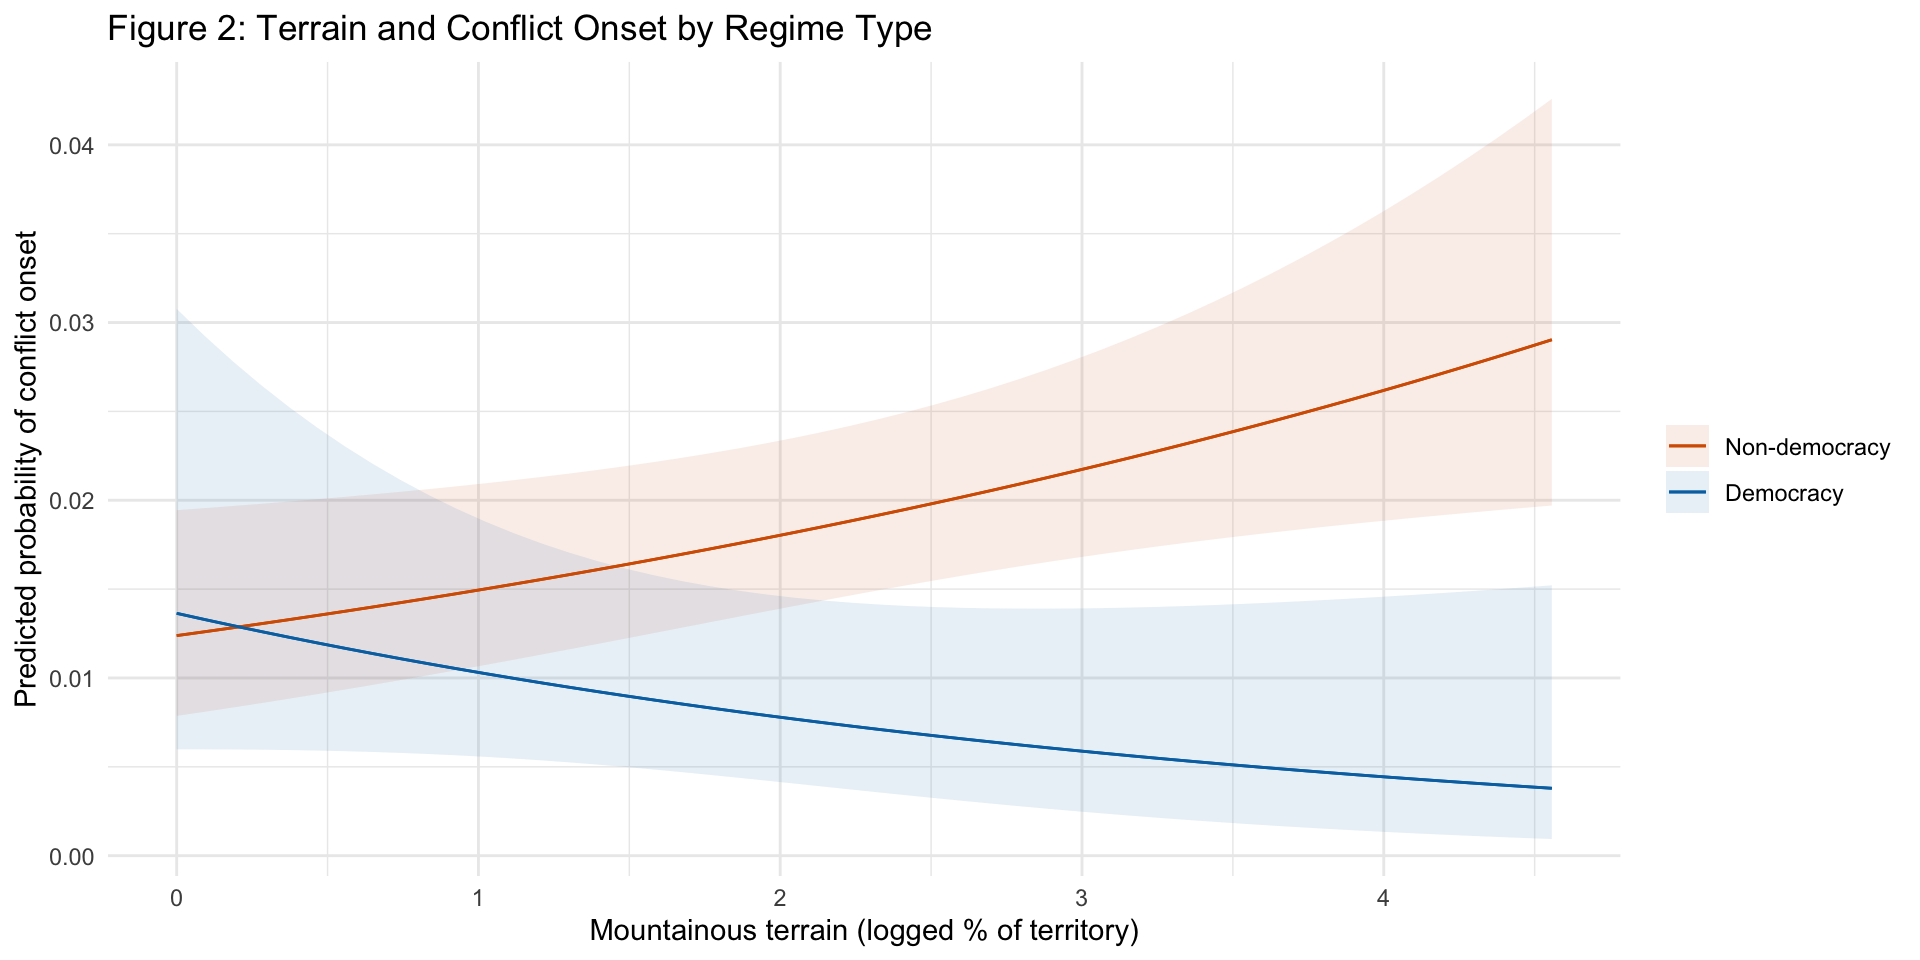 Figure 2: Terrain and Conflict Onset by Regime Type
Predicted probability of conflict onset
0.04
0.03
0.02
0.01
0.00
0 1 2 3 4
Mountainous terrain (logged % of territory)
Non-democracy
Democracy